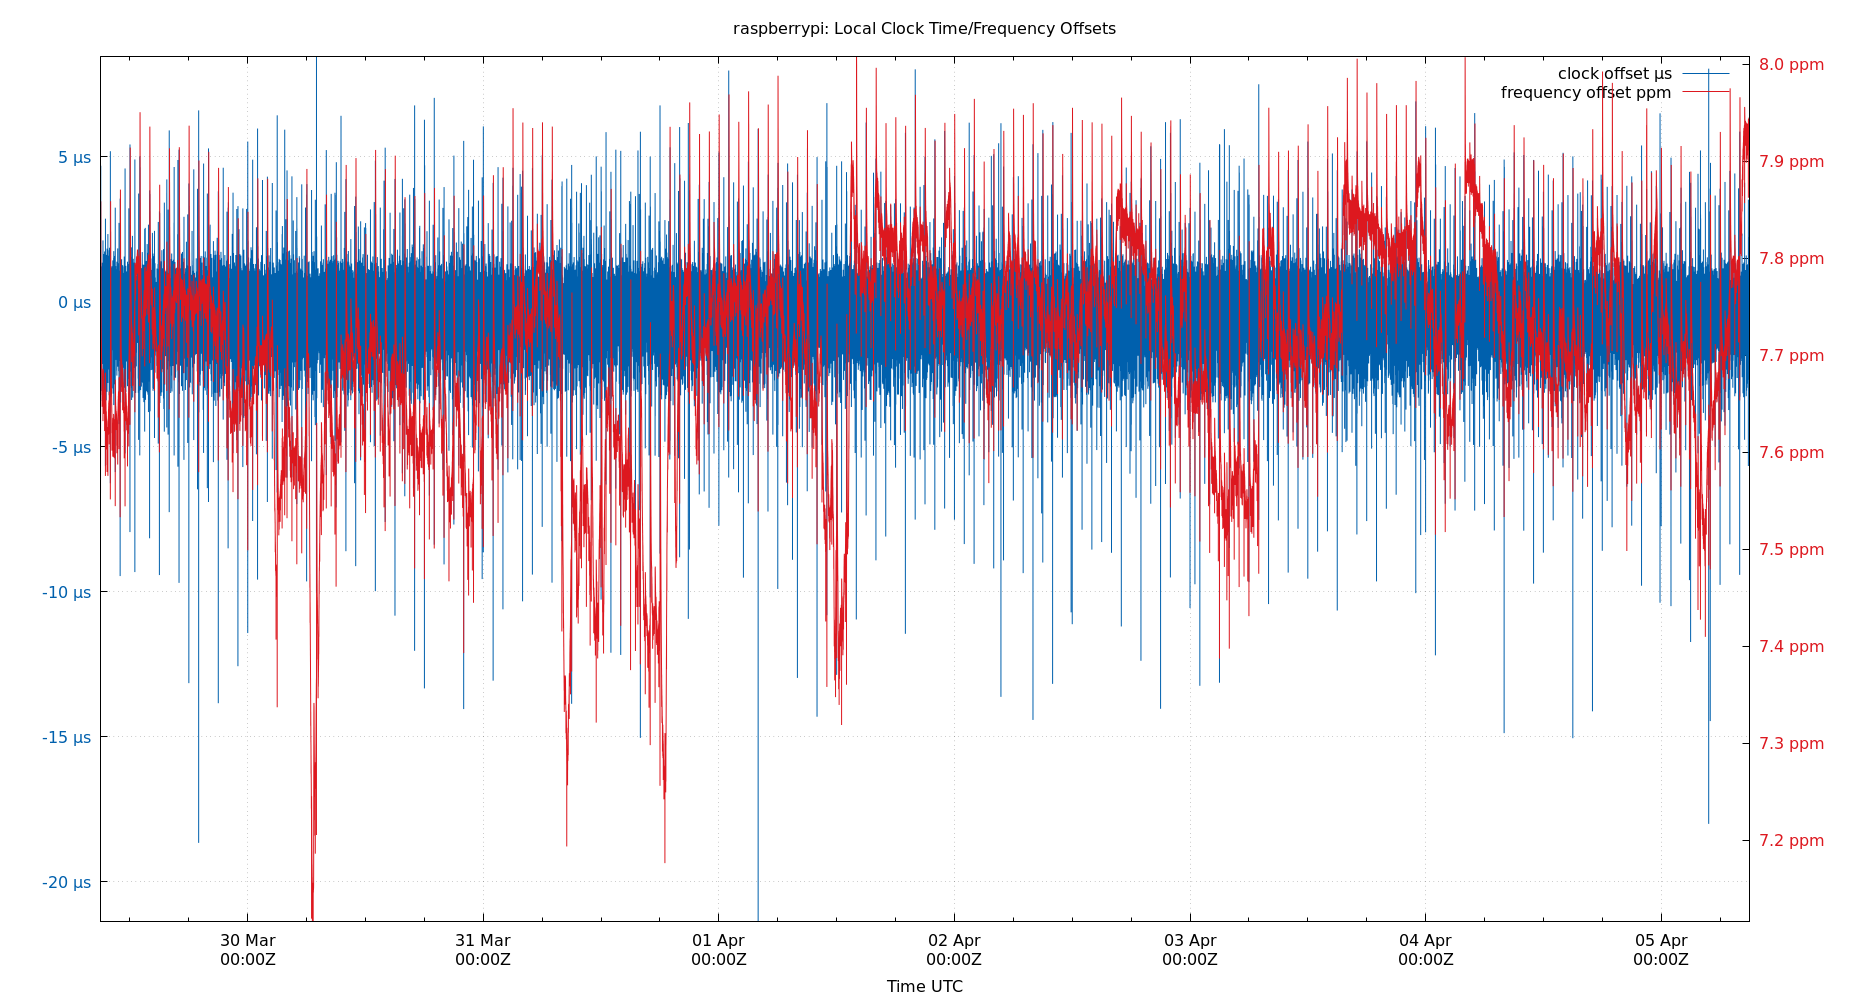 raspberrypi: Local Clock Time/Frequency Offsets
clock offset µs
frequency offset ppm
5 µs
0 µs
-5 µs
-10 µs
-15 µs
-20 µs
8.0 ppm
7.9 ppm
7.8 ppm
7.7 ppm
7.6 ppm
7.5 ppm
7.4 ppm
7.3 ppm
7.2 ppm
30 Mar 31 Mar 01 Apr 02 Apr 03 Apr 04 Apr 05 Apr
00:00Z 00:00Z 00:00Z 00:00Z 00:00Z 00:00Z 00:00Z
Time UTC